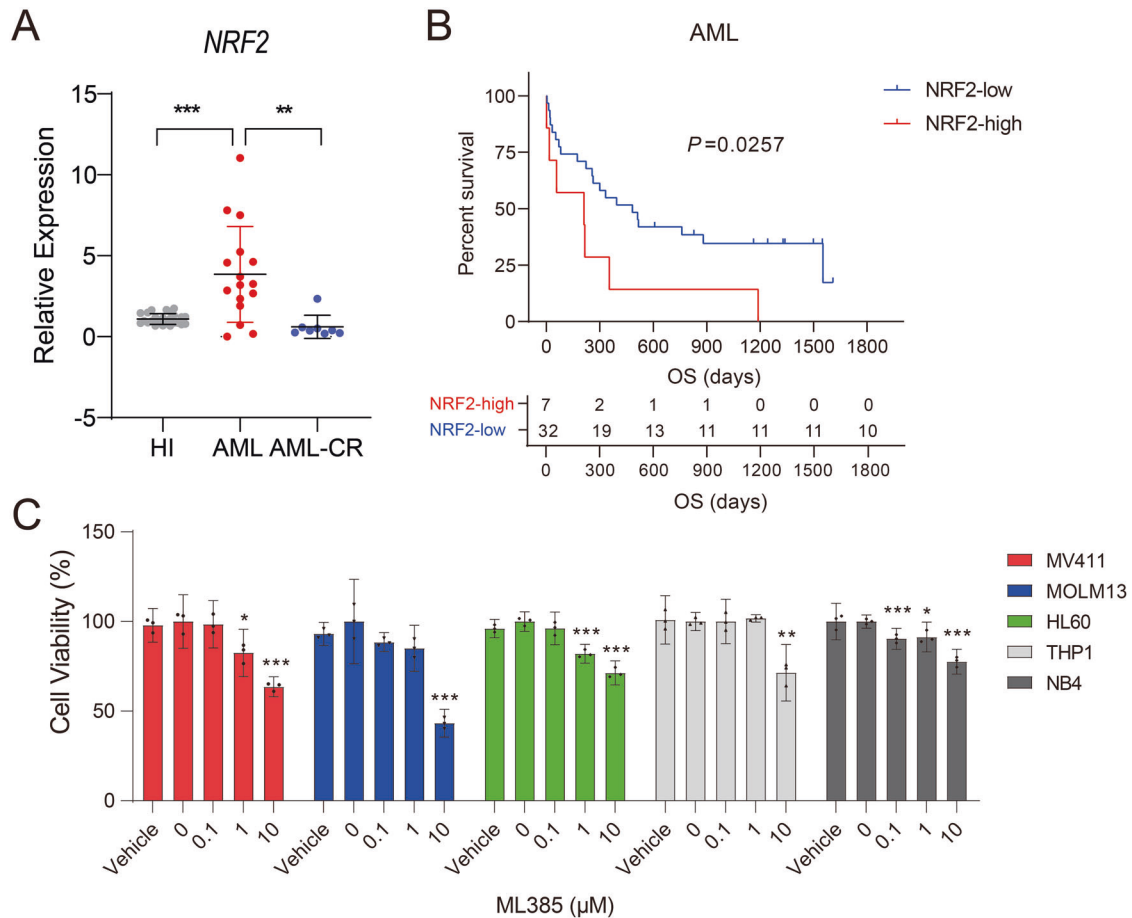 A
NRF2
15
10
5
0
-5
Relative Expression
***
**
HI AML AML-CR
B
AML
NRF2-low
NRF2-high
P=0.0257
100
75
50
25
0
Percent survival
0 300 600 900 1200 1500 1800
OS (days)
NRF2-high 7 2 1 1 0 0 0
NRF2-low 32 19 13 11 11 11 10
0 300 600 900 1200 1500 1800
OS (days)
C
150
100
50
0
Cell Viability (%)
* *** *** *** *** ** *** * ***
MV411
MOLM13
HL60
THP1
NB4
Vehicle 0 0.1 1 10 Vehicle 0 0.1 1 10 Vehicle 0 0.1 1 10 Vehicle 0 0.1 1 10 Vehicle 0 0.1 1 10
ML385 (μM)